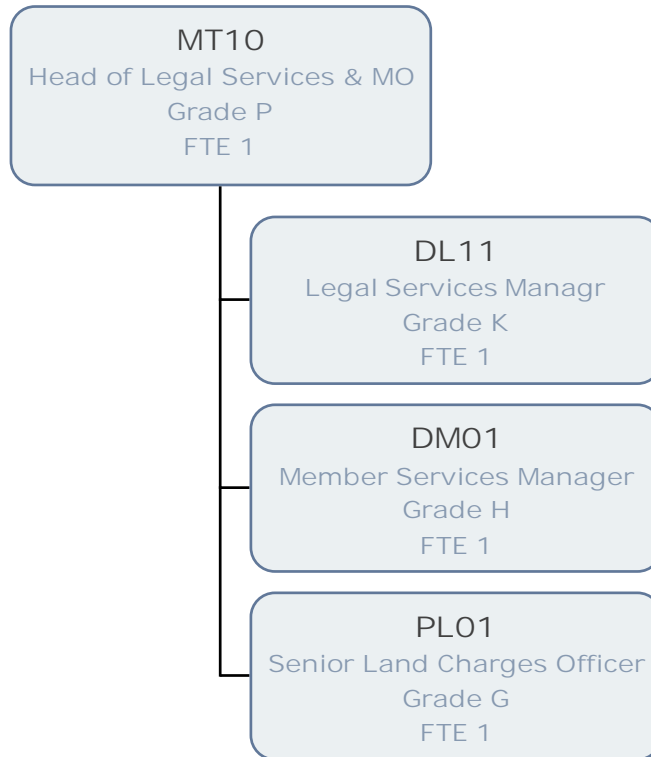 MT10
Head of Legal Services & MO
Grade P
FTE 1
DL11
Legal Services Managr
Grade K
FTE 1
DM01
Member Services Manager
Grade H
FTE 1
PL01
Senior Land Charges Officer
Grade G
FTE 1